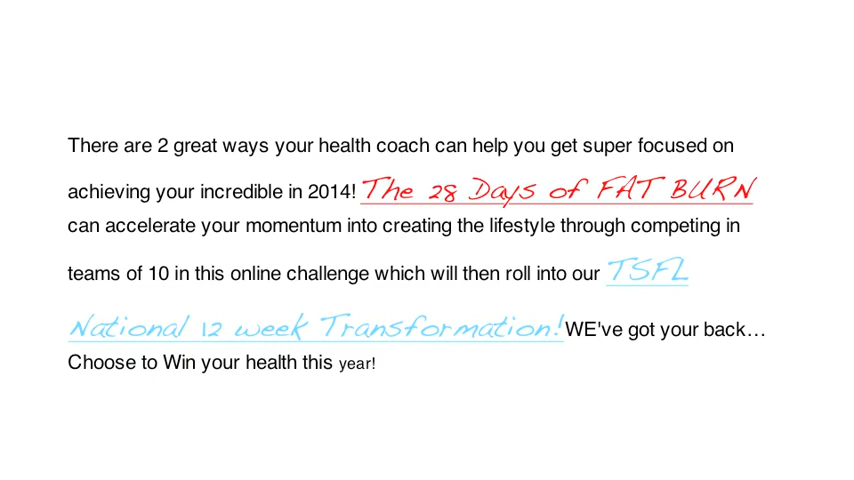 There are 2 great ways your health coach can help you get super focused on
achieving your incredible in 2014! The 28 Days of FAT BURN
can accelerate your momentum into creating the lifestyle through competing in
teams of 10 in this online challenge which will then roll into our TSFL
National 12 week Transformation! WE've got your back…
Choose to Win your health this year!